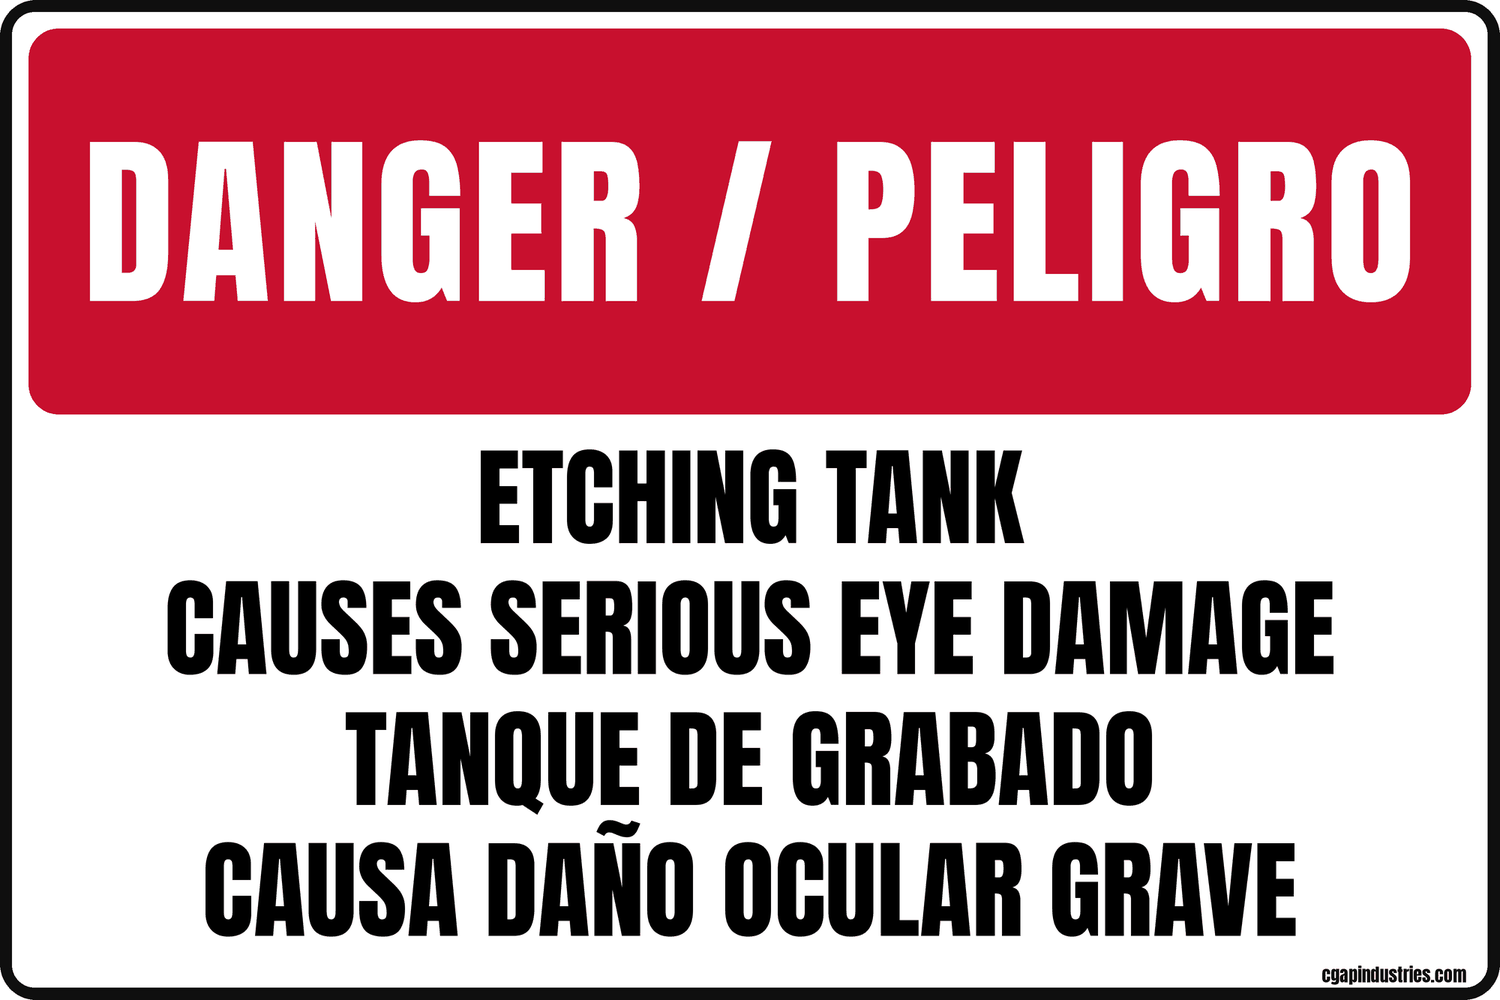 DANGER / PELIGRO
ETCHING TANK
CAUSES SERIOUS EYE DAMAGE
TANQUE DE GRABADO
CAUSA DAÑO OCULAR GRAVE
cgapindustries.com